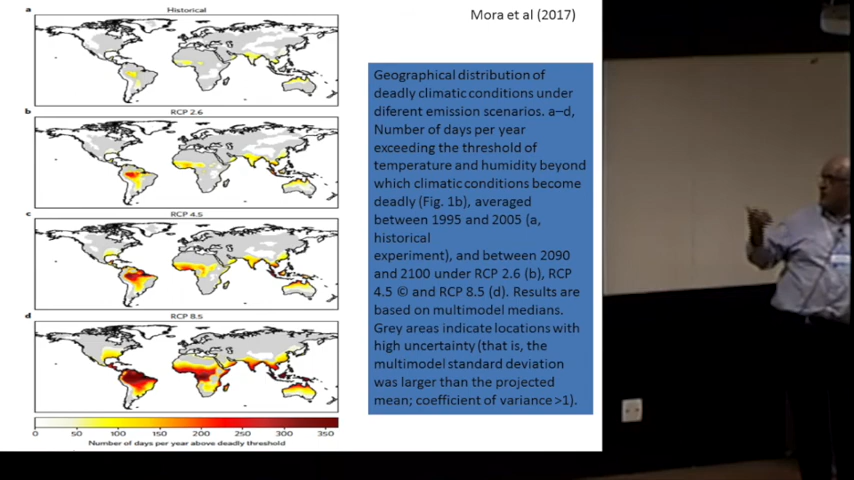 a
Historical
Mora et al (2017)
b
RCP 2.6
c
RCP 4.5
d
RCP 8.5
0 50 100 150 200 250 300 350
Number of days per year above deadly threshold
Geographical distribution of
deadly climatic conditions under
diferent emission scenarios. a–d,
Number of days per year
exceeding the threshold of
temperature and humidity beyond
which climatic conditions become
deadly (Fig. 1b), averaged
between 1995 and 2005 (a,
historical
experiment), and between 2090
and 2100 under RCP 2.6 (b), RCP
4.5 © and RCP 8.5 (d). Results are
based on multimodel medians.
Grey areas indicate locations with
high uncertainty (that is, the
multimodel standard deviation
was larger than the projected
mean; coefficient of variance >1).